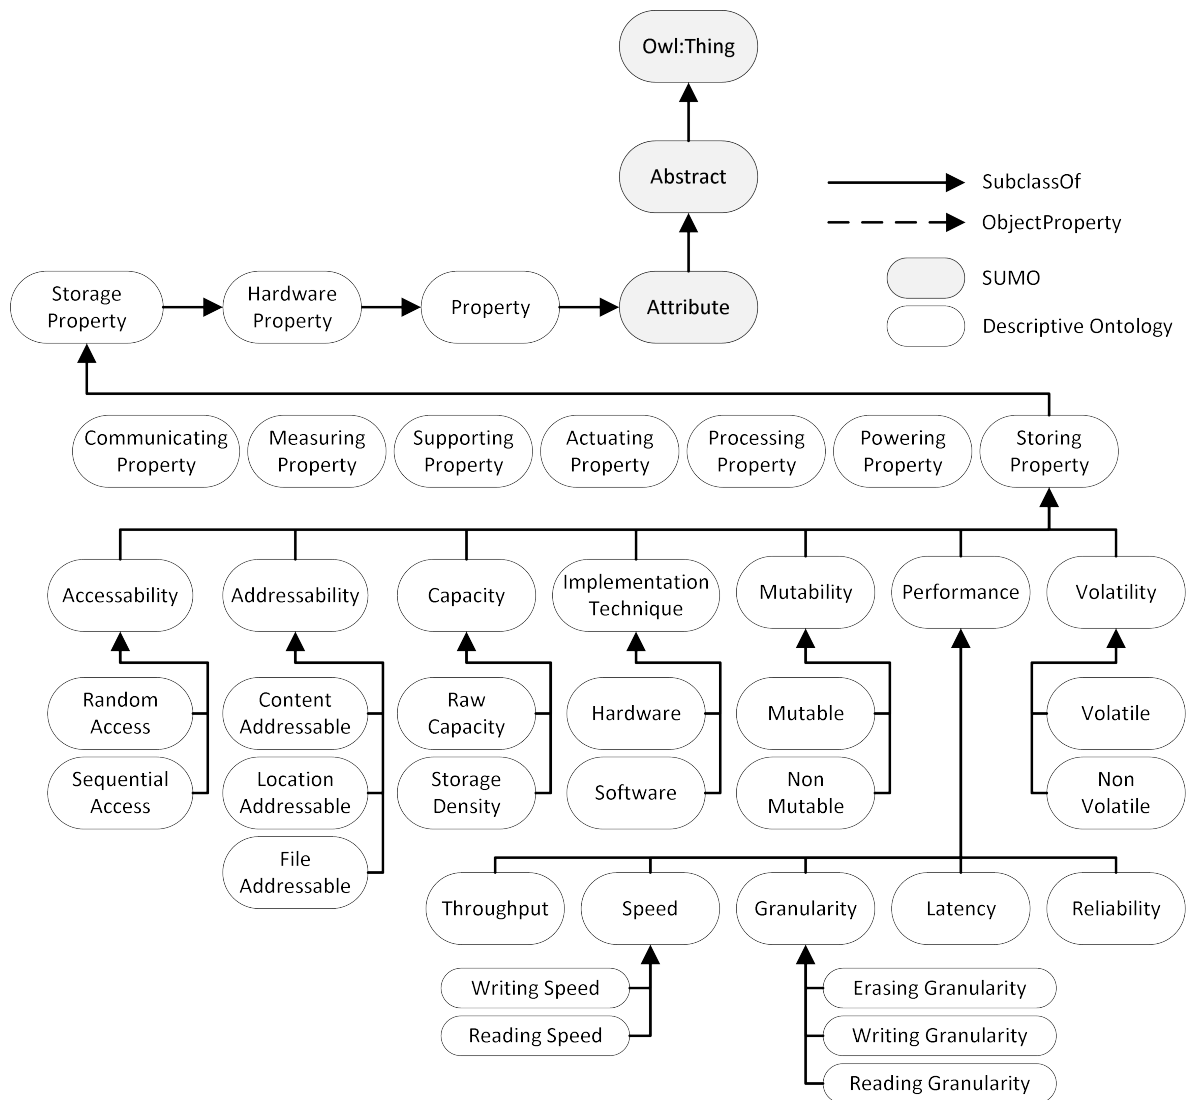 Owl:Thing
Abstract
SubclassOf
ObjectProperty
SUMO
Descriptive Ontology
Storage
Property
Hardware
Property
Property
Attribute
Communicating
Property
Measuring
Property
Supporting
Property
Actuating
Property
Processing
Property
Powering
Property
Storing
Property
Accessability
Addressability
Capacity
Implementation
Technique
Mutability
Performance
Volatility
Random
Access
Content
Addressable
Raw
Capacity
Hardware
Mutable
Volatile
Sequential
Access
Location
Addressable
Storage
Density
Software
Non
Mutable
Non
Volatile
File
Addressable
Throughput
Speed
Granularity
Latency
Reliability
Writing Speed
Erasing Granularity
Reading Speed
Writing Granularity
Reading Granularity